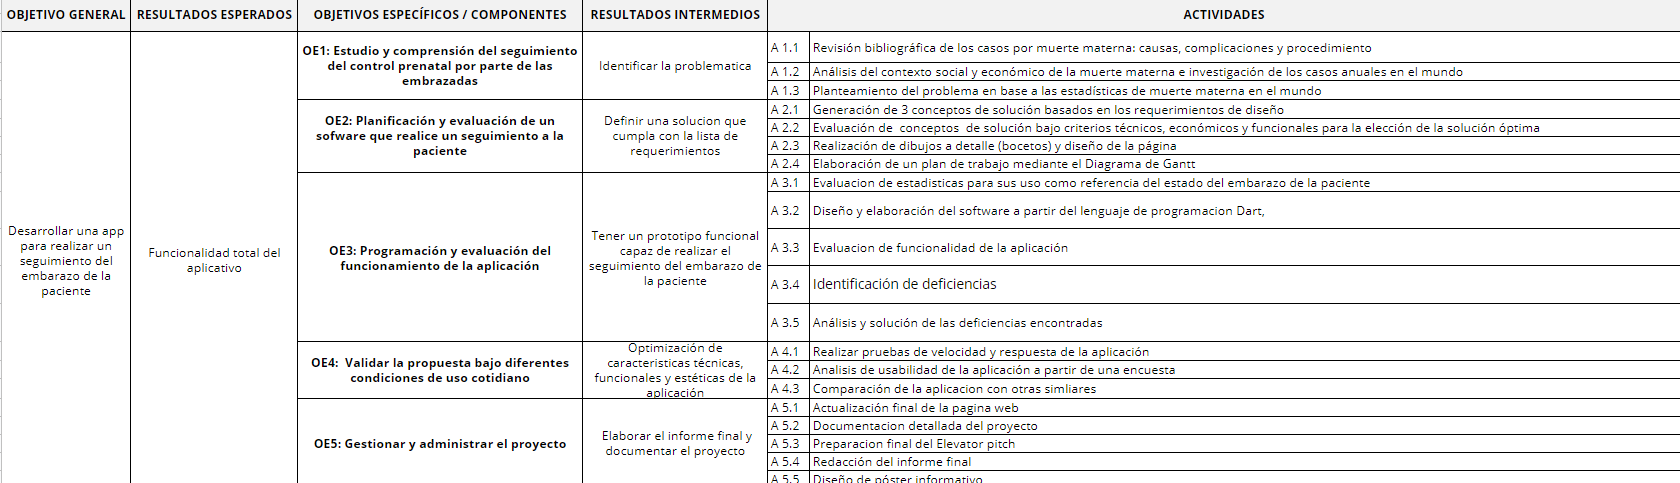 OBJETIVO GENERAL
RESULTADOS ESPERADOS
OBJETIVOS ESPECÍFICOS / COMPONENTES
RESULTADOS INTERMEDIOS
ACTIVIDADES
Desarrollar una app
para realizar un
seguimiento del
embarazo de la
paciente
Funcionalidad total del
aplicativo
OE1: Estudio y comprensión del seguimiento
del control prenatal por parte de las
embrazadas
Identificar la problematica
A 1.1 Revisión bibliográfica de los casos por muerte materna: causas, complicaciones y procedimiento
A 1.2 Análisis del contexto social y económico de la muerte materna e investigación de los casos anuales en el mundo
A 1.3 Planteamiento del problema en base a las estadísticas de muerte materna en el mundo
OE2: Planificación y evaluación de un
sofware que realice un seguimiento a la
paciente
Definir una solucion que
cumpla con la lista de
requerimientos
A 2.1 Generación de 3 conceptos de solución basados en los requerimientos de diseño
A 2.2 Evaluación de conceptos de solución bajo criterios técnicos, económicos y funcionales para la elección de la solución óptima
A 2.3 Realización de dibujos a detalle (bocetos) y diseño de la página
A 2.4 Elaboración de un plan de trabajo mediante el Diagrama de Gantt
OE3: Programación y evaluación del
funcionamiento de la aplicación
Tener un prototipo funcional
capaz de realizar el
seguimiento del embarazo de
la paciente
A 3.1 Evaluacion de estadisticas para sus uso como referencia del estado del embarazo de la paciente
A 3.2 Diseño y elaboración del software a partir del lenguaje de programacion Dart,
A 3.3 Evaluacion de funcionalidad de la aplicación
A 3.4 Identificación de deficiencias
A 3.5 Análisis y solución de las deficiencias encontradas
OE4: Validar la propuesta bajo diferentes
condiciones de uso cotidiano
Optimización de
caracteristicas técnicas,
funcionales y estéticas de la
aplicación
A 4.1 Realizar pruebas de velocidad y respuesta de la aplicación
A 4.2 Analisis de usabilidad de la aplicación a partir de una encuesta
A 4.3 Comparación de la aplicacion con otras simliares
OE5: Gestionar y administrar el proyecto
Elaborar el informe final y
documentar el proyecto
A 5.1 Actualización final de la pagina web
A 5.2 Documentacion detallada del proyecto
A 5.3 Preparacion final del Elevator pitch
A 5.4 Redacción del informe final
A 5.5 Diseño de póster informativo